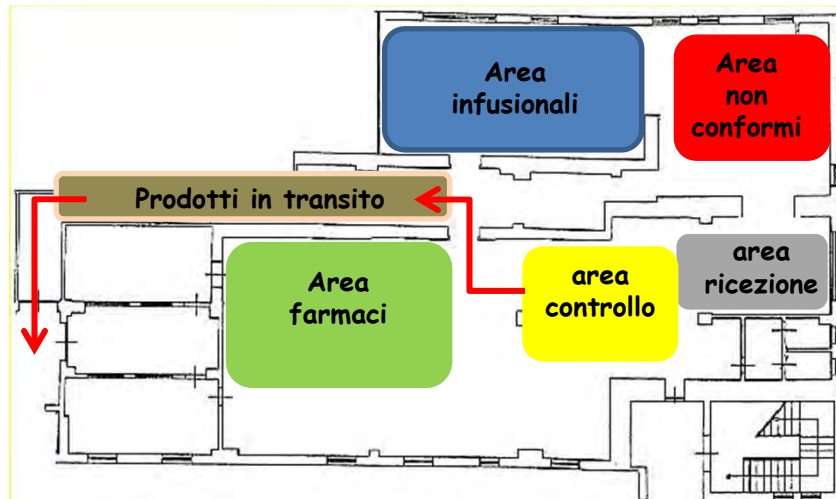 Area
infusionali
Area
non
conformi
Prodotti in transito
Area
farmaci
area
controllo
area
ricezione